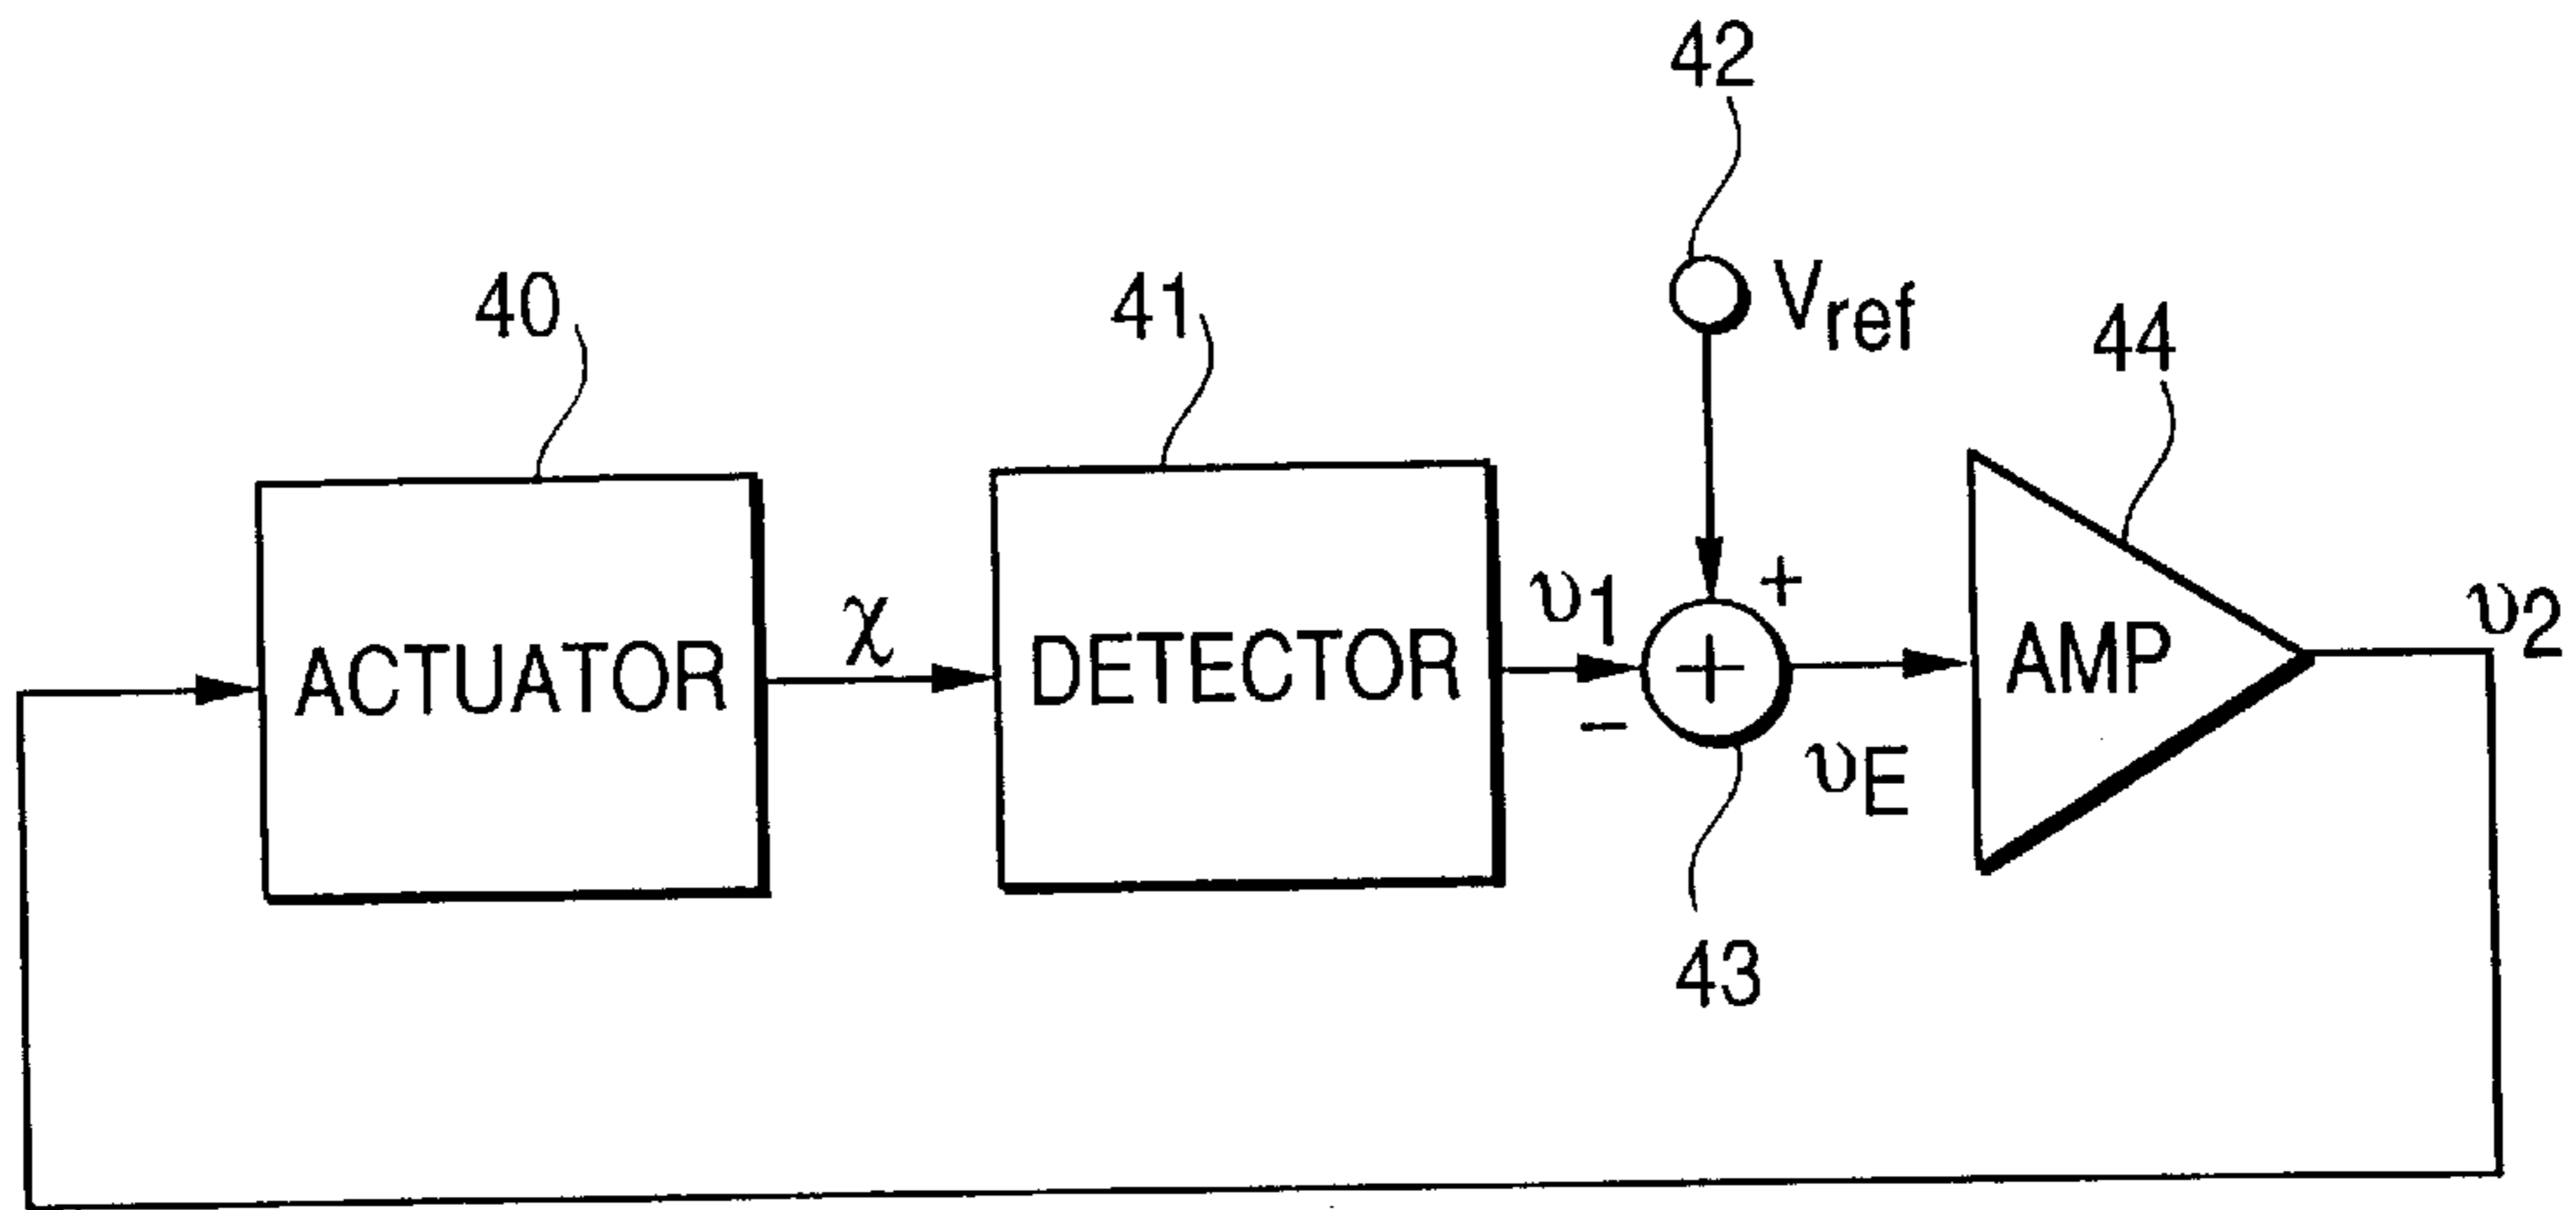 42
40
41
Vref
44
ACTUATOR
χ
DETECTOR
υ1
+
−
+
υE
AMP
υ2
43